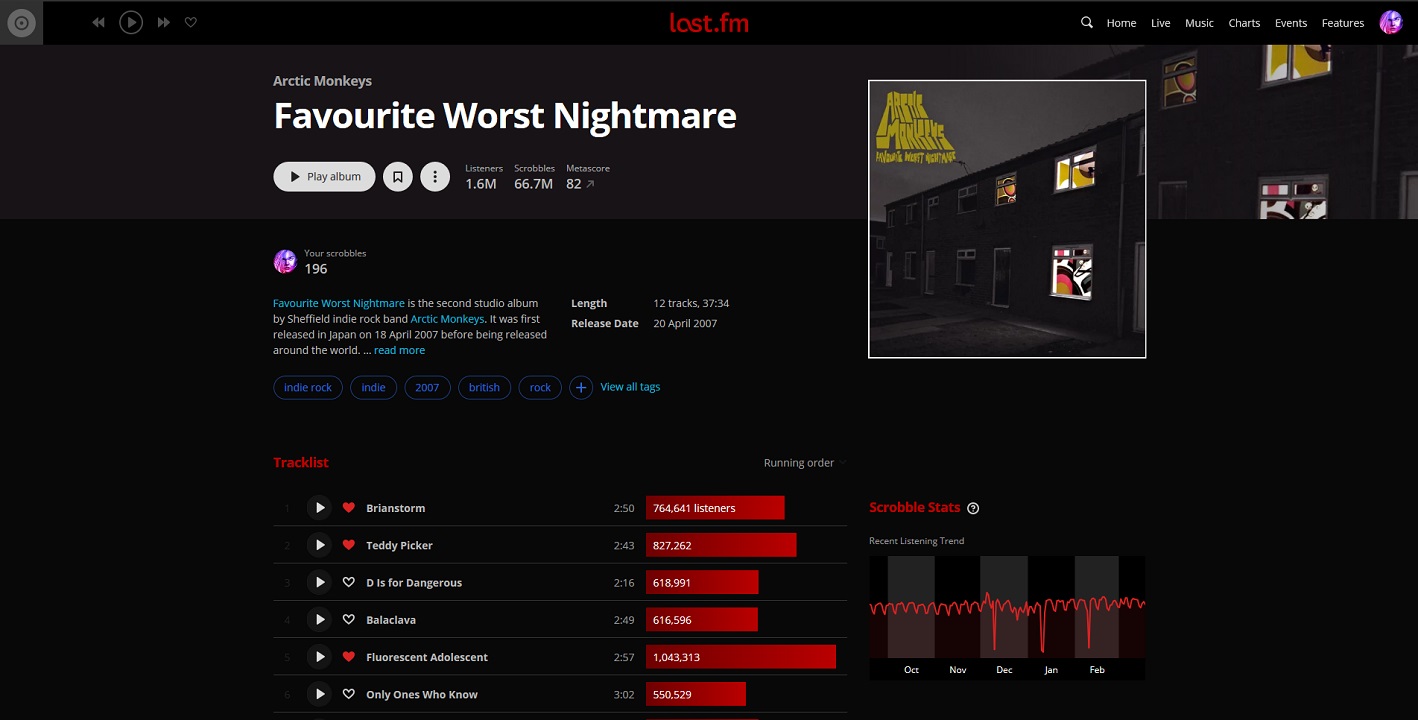 last.fm
Home Live Music Charts Events Features
Arctic Monkeys
Favourite Worst Nightmare
Play album
Listeners Scrobbles Metascore
1.6M 66.7M 82
ARCTIC
MONKEYS
FAVOURITE WORST NIGHTMARE
Your scrobbles
196
Favourite Worst Nightmare is the second studio album
by Sheffield indie rock band Arctic Monkeys. It was first
released in Japan on 18 April 2007 before being released
around the world. ... read more
Length 12 tracks, 37:34
Release Date 20 April 2007
indie rock indie 2007 british rock + View all tags
Tracklist Running order
1 Brianstorm 2:50 764,641 listeners
2 Teddy Picker 2:43 827,262
3 D Is for Dangerous 2:16 618,991
4 Balaclava 2:49 616,596
5 Fluorescent Adolescent 2:57 1,043,313
6 Only Ones Who Know 3:02 550,529
Scrobble Stats ?
Recent Listening Trend
Oct Nov Dec Jan Feb